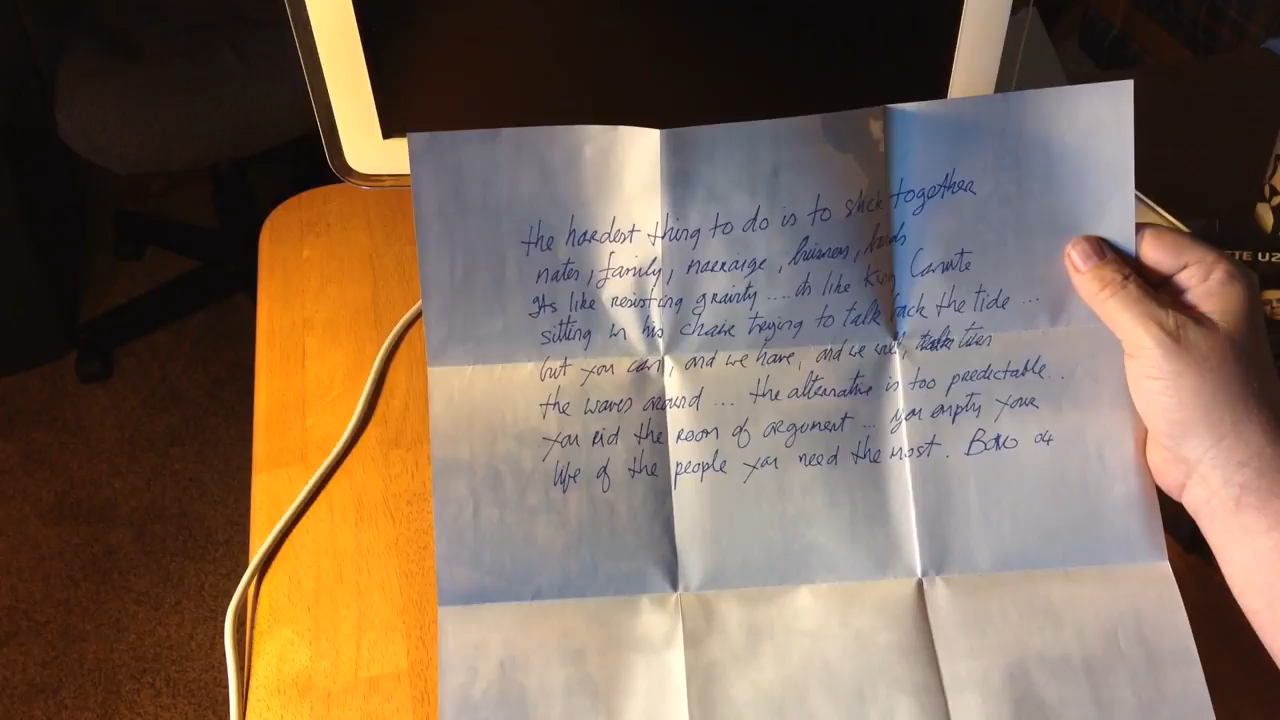 the hardest thing to do is to stick together
mates, family, marraige, business, bands
its like resisting gravity .... its like King Canute
sitting in his chair trying to talk back the tide ...
but you can, and we have, and we will, turn
the waves around ... the alternative is too predictable..
you rid the room of argument ... you empty your
life of the people you need the most. Bono 04
TTE U2